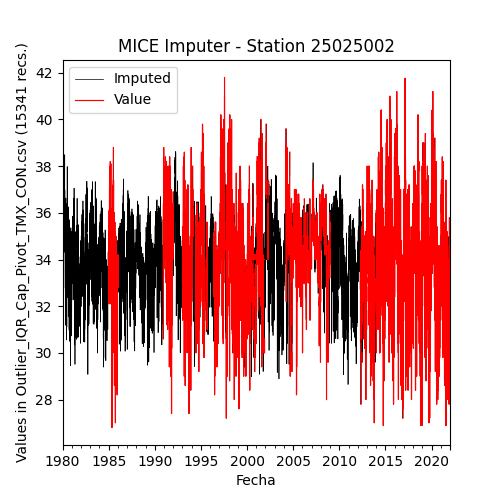 MICE Imputer - Station 25025002
Values in Outlier_IQR_Cap_Pivot_TMX_CON.csv (15341 recs.)
Imputed
Value
42
40
38
36
34
32
30
28
1980 1985 1990 1995 2000 2005 2010 2015 2020
Fecha